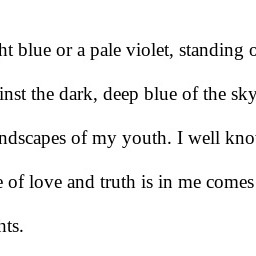 ht blue or a pale violet, standing o
inst the dark, deep blue of the sky
ndscapes of my youth. I well kno
e of love and truth is in me comes
nts.